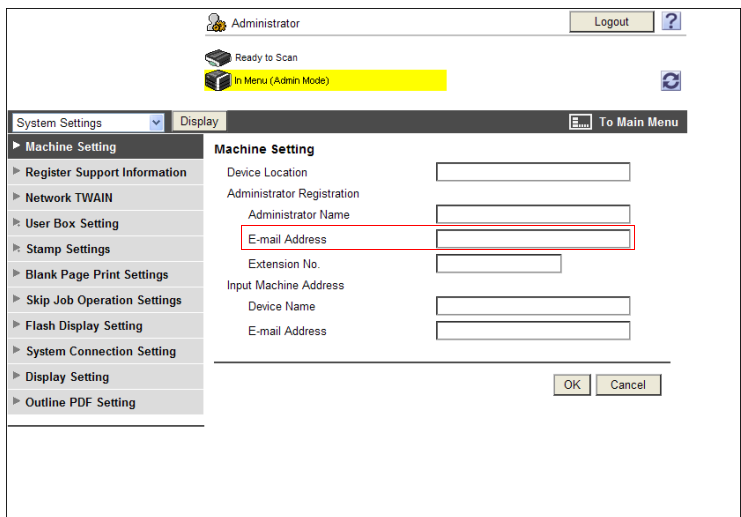 Administrator
Logout
?
Ready to Scan
In Menu (Admin Mode)
System Settings
Display
To Main Menu
Machine Setting
Register Support Information
Network TWAIN
User Box Setting
Stamp Settings
Blank Page Print Settings
Skip Job Operation Settings
Flash Display Setting
System Connection Setting
Display Setting
Outline PDF Setting
Machine Setting
Device Location
Administrator Registration
Administrator Name
E-mail Address
Extension No.
Input Machine Address
Device Name
E-mail Address
OK
Cancel